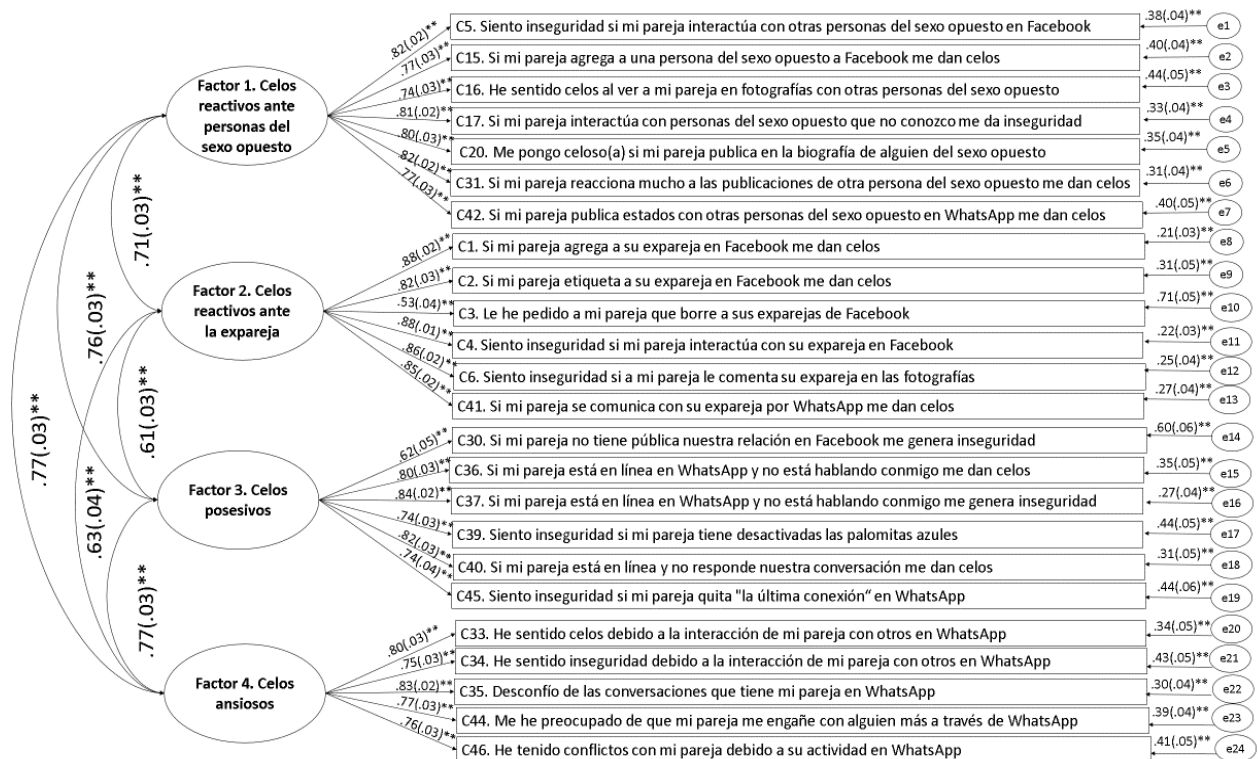 Factor 1. Celos
reactivos ante
personas del
sexo opuesto
.82(.02)**
C5. Siento inseguridad si mi pareja interactúa con otras personas del sexo opuesto en Facebook
.38(.04)**
e1
.77(.03)**
C15. Si mi pareja agrega a una persona del sexo opuesto a Facebook me dan celos
.40(.04)**
e2
.74(.03)**
C16. He sentido celos al ver a mi pareja en fotografías con otras personas del sexo opuesto
.44(.05)**
e3
.81(.02)**
C17. Si mi pareja interactúa con personas del sexo opuesto que no conozco me da inseguridad
.33(.04)**
e4
.80(.03)**
C20. Me pongo celoso(a) si mi pareja publica en la biografía de alguien del sexo opuesto
.35(.04)**
e5
.82(.02)**
C31. Si mi pareja reacciona mucho a las publicaciones de otra persona del sexo opuesto me dan celos
.31(.04)**
e6
.77(.03)**
C42. Si mi pareja publica estados con otras personas del sexo opuesto en WhatsApp me dan celos
.40(.05)**
e7
Factor 2. Celos
reactivos ante
la expareja
.88(.02)**
C1. Si mi pareja agrega a su expareja en Facebook me dan celos
.21(.03)**
e8
.82(.03)**
C2. Si mi pareja etiqueta a su expareja en Facebook me dan celos
.31(.05)**
e9
.53(.04)**
C3. Le he pedido a mi pareja que borre a sus exparejas de Facebook
.71(.05)**
e10
.88(.01)**
C4. Siento inseguridad si mi pareja interactúa con su expareja en Facebook
.22(.03)**
e11
.86(.02)**
C6. Siento inseguridad si a mi pareja le comenta su expareja en las fotografías
.25(.04)**
e12
.85(.02)**
C41. Si mi pareja se comunica con su expareja por WhatsApp me dan celos
.27(.04)**
e13
Factor 3. Celos
posesivos
.62(.05)**
C30. Si mi pareja no tiene pública nuestra relación en Facebook me genera inseguridad
.60(.06)**
e14
.80(.03)**
C36. Si mi pareja está en línea en WhatsApp y no está hablando conmigo me dan celos
.35(.05)**
e15
.84(.02)**
C37. Si mi pareja está en línea en WhatsApp y no está hablando conmigo me genera inseguridad
.27(.04)**
e16
.74(.03)**
C39. Siento inseguridad si mi pareja tiene desactivadas las palomitas azules
.44(.05)**
e17
.82(.03)**
C40. Si mi pareja está en línea y no responde nuestra conversación me dan celos
.31(.05)**
e18
.74(.04)**
C45. Siento inseguridad si mi pareja quita "la última conexión" en WhatsApp
.44(.06)**
e19
Factor 4. Celos
ansiosos
.80(.03)**
C33. He sentido celos debido a la interacción de mi pareja con otros en WhatsApp
.34(.05)**
e20
.75(.03)**
C34. He sentido inseguridad debido a la interacción de mi pareja con otros en WhatsApp
.43(.05)**
e21
.83(.02)**
C35. Desconfío de las conversaciones que tiene mi pareja en WhatsApp
.30(.04)**
e22
.77(.03)**
C44. Me he preocupado de que mi pareja me engañe con alguien más a través de WhatsApp
.39(.04)**
e23
.76(.03)**
C46. He tenido conflictos con mi pareja debido a su actividad en WhatsApp
.41(.05)**
e24
.71(.03)**
.76(.03)**
.77(.03)**
.61(.03)**
.63(.04)**
.77(.03)**